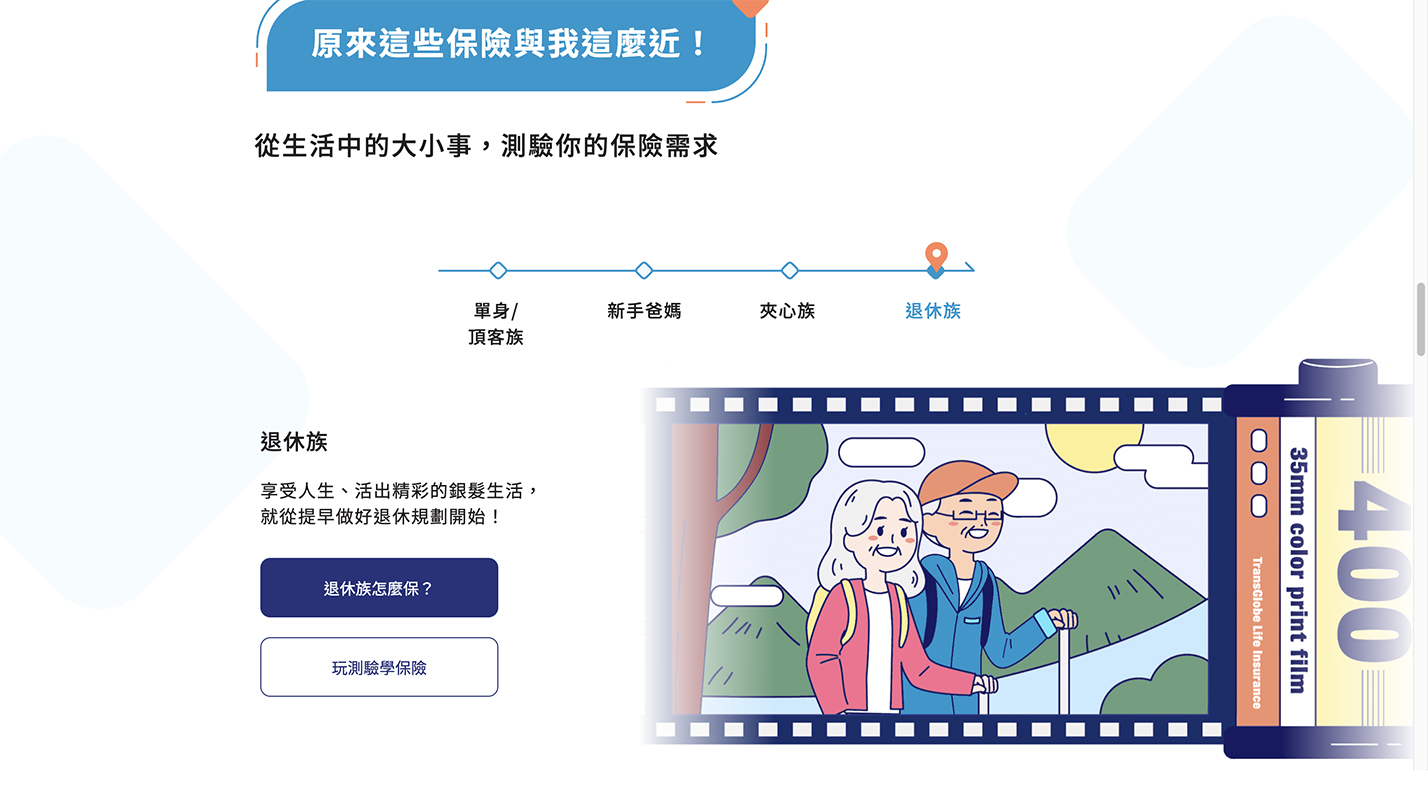 原來這些保險與我這麼近！
從生活中的大小事，測驗你的保險需求
單身/
頂客族
新手爸媽
夾心族
退休族
退休族
享受人生、活出精彩的銀髮生活，
就從提早做好退休規劃開始！
退休族怎麼保？
玩測驗學保險
TransGlobe Life Insurance
35mm color print film
400